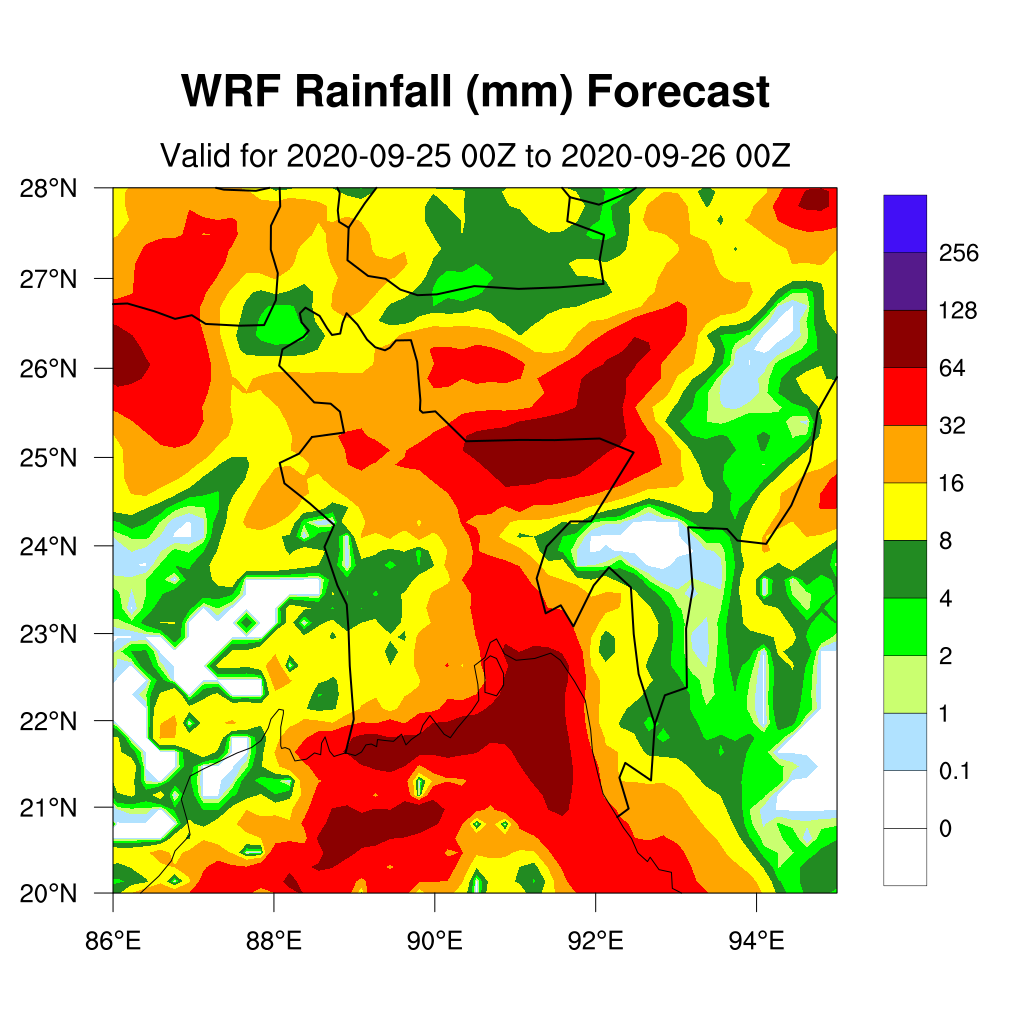 WRF Rainfall (mm) Forecast
Valid for 2020-09-25 00Z to 2020-09-26 00Z
28°N
27°N
26°N
25°N
24°N
23°N
22°N
21°N
20°N
86°E
88°E
90°E
92°E
94°E
256
128
64
32
16
8
4
2
1
0.1
0